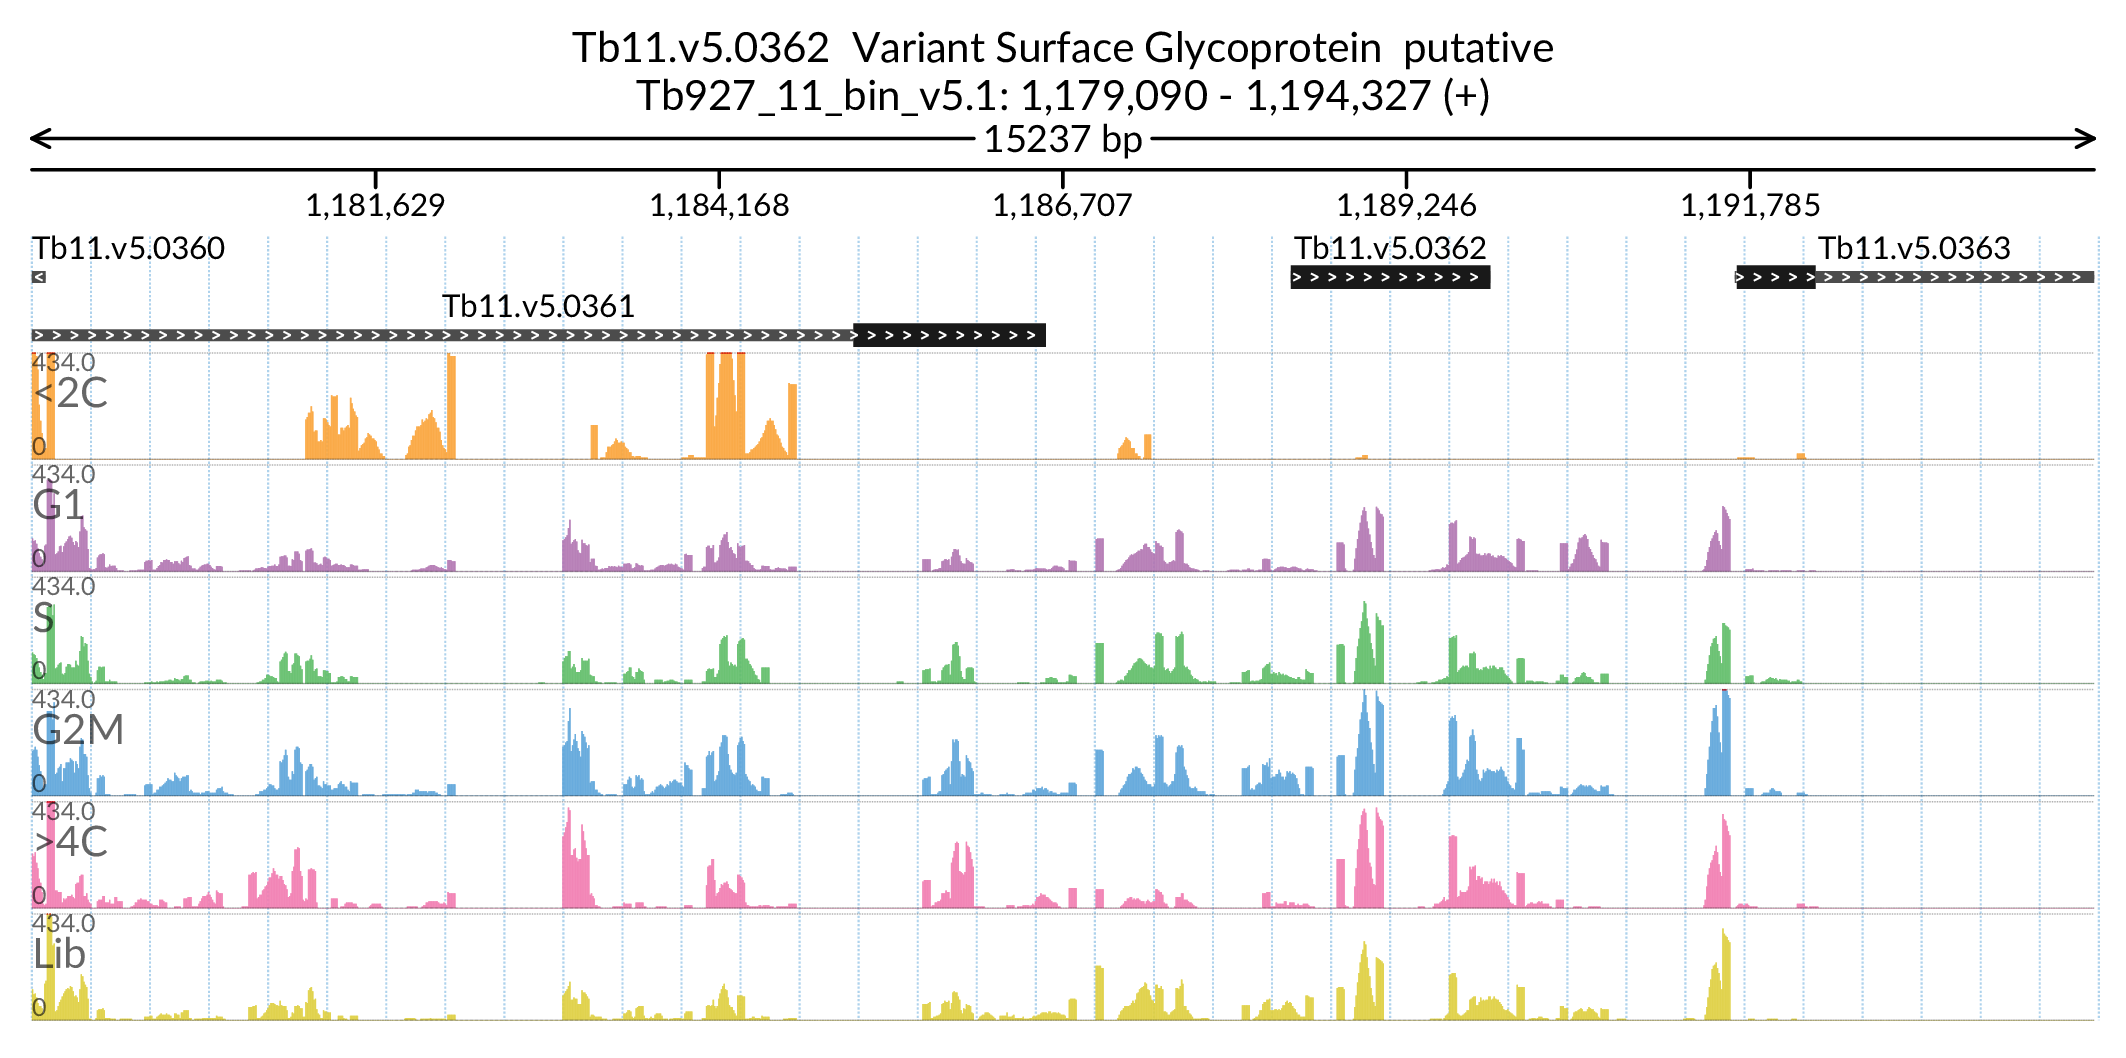 Tb11.v5.0362 Variant Surface Glycoprotein putative
Tb927_11_bin_v5.1: 1,179,090 - 1,194,327 (+)
15237 bp
1,181,629 1,184,168 1,186,707 1,189,246 1,191,785
Tb11.v5.0360 Tb11.v5.0362 Tb11.v5.0363
Tb11.v5.0361
434.0
<2C
0
434.0
G1
0
434.0
S
0
434.0
G2M
0
434.0
>4C
0
434.0
Lib
0